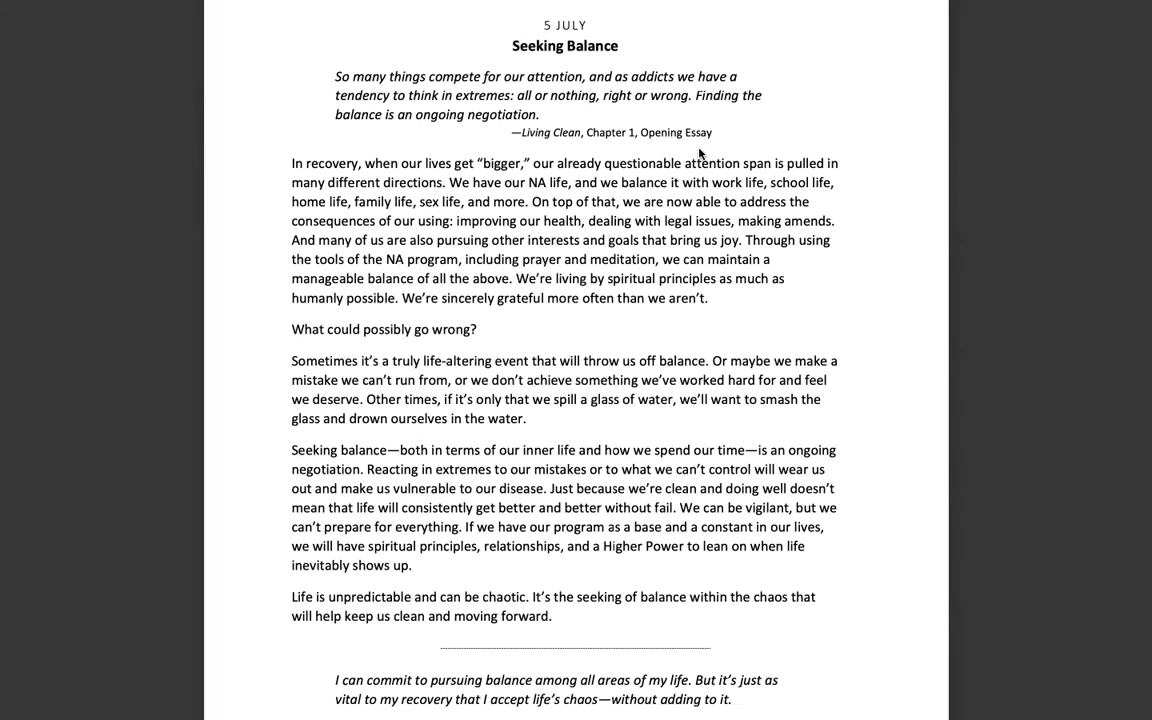 5 JULY
Seeking Balance
So many things compete for our attention, and as addicts we have a
tendency to think in extremes: all or nothing, right or wrong. Finding the
balance is an ongoing negotiation.
—Living Clean, Chapter 1, Opening Essay
In recovery, when our lives get “bigger,” our already questionable attention span is pulled in
many different directions. We have our NA life, and we balance it with work life, school life,
home life, family life, sex life, and more. On top of that, we are now able to address the
consequences of our using: improving our health, dealing with legal issues, making amends.
And many of us are also pursuing other interests and goals that bring us joy. Through using
the tools of the NA program, including prayer and meditation, we can maintain a
manageable balance of all the above. We’re living by spiritual principles as much as
humanly possible. We’re sincerely grateful more often than we aren’t.
What could possibly go wrong?
Sometimes it’s a truly life-altering event that will throw us off balance. Or maybe we make a
mistake we can’t run from, or we don’t achieve something we’ve worked hard for and feel
we deserve. Other times, if it’s only that we spill a glass of water, we’ll want to smash the
glass and drown ourselves in the water.
Seeking balance—both in terms of our inner life and how we spend our time—is an ongoing
negotiation. Reacting in extremes to our mistakes or to what we can’t control will wear us
out and make us vulnerable to our disease. Just because we’re clean and doing well doesn’t
mean that life will consistently get better and better without fail. We can be vigilant, but we
can’t prepare for everything. If we have our program as a base and a constant in our lives,
we will have spiritual principles, relationships, and a Higher Power to lean on when life
inevitably shows up.
Life is unpredictable and can be chaotic. It’s the seeking of balance within the chaos that
will help keep us clean and moving forward.
I can commit to pursuing balance among all areas of my life. But it’s just as
vital to my recovery that I accept life’s chaos—without adding to it.